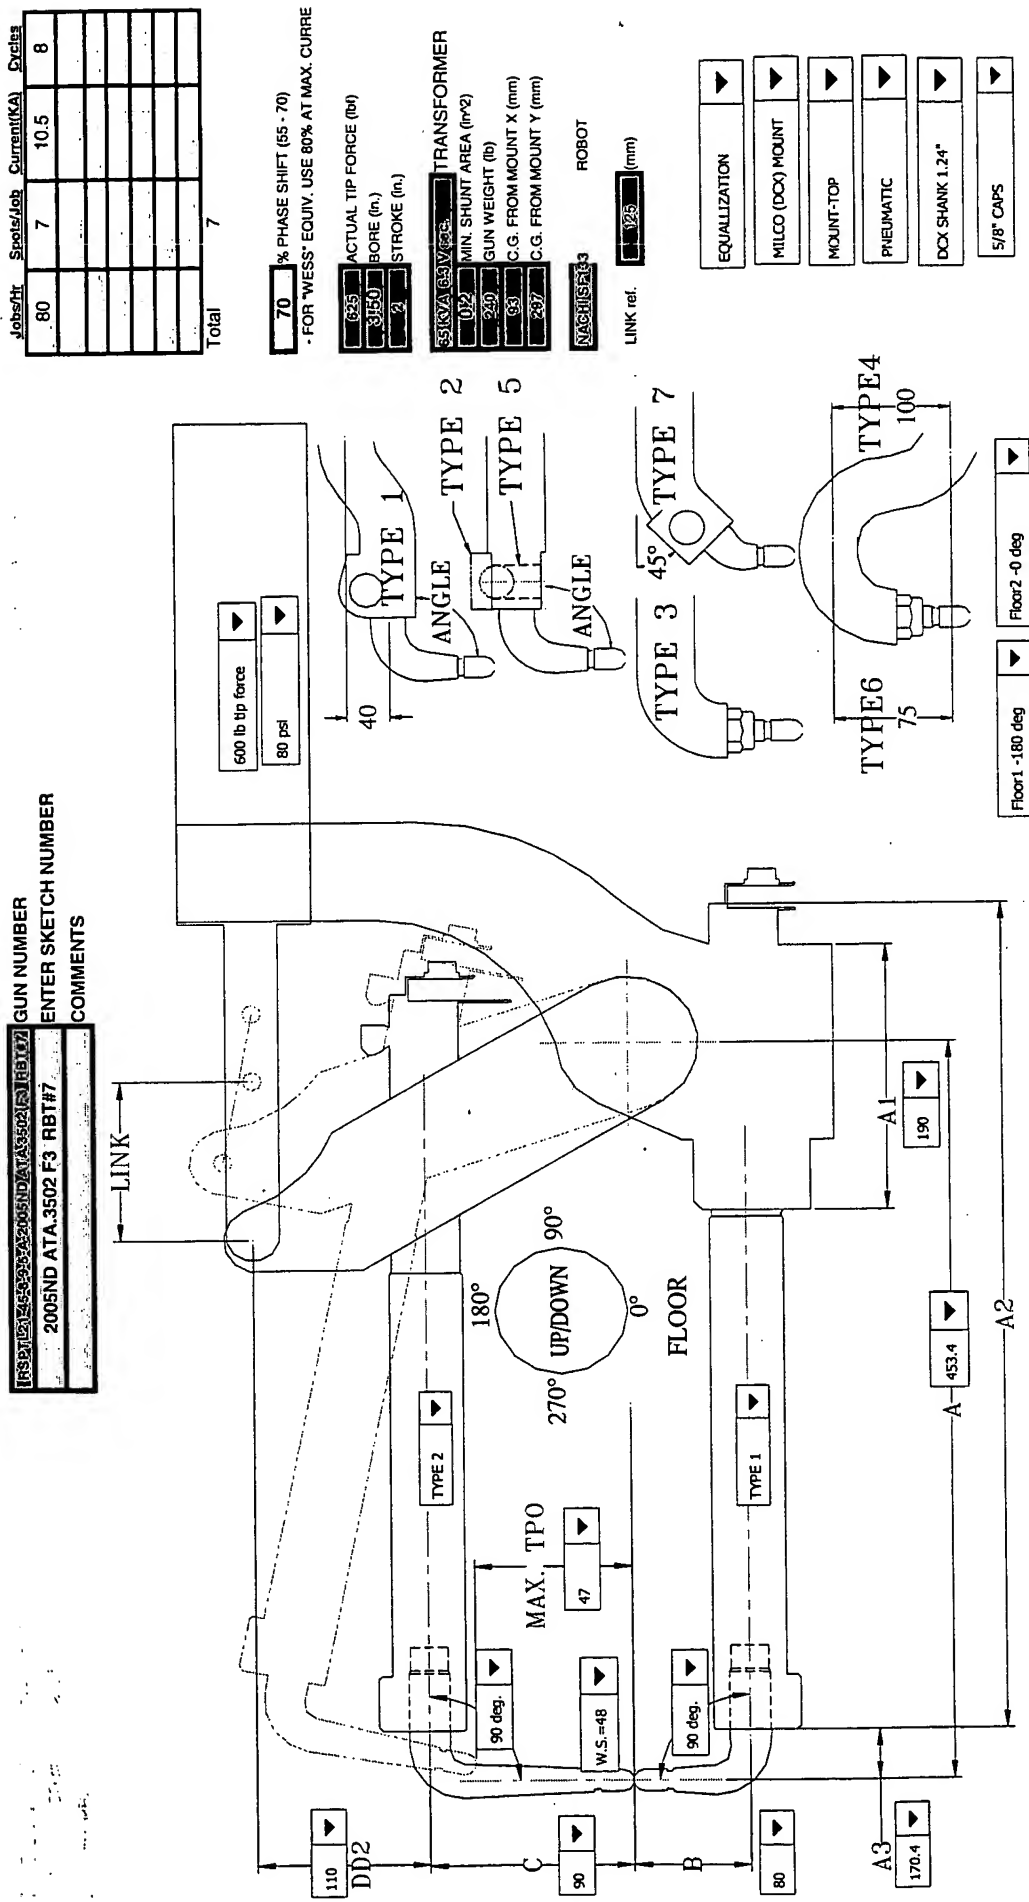 GUN NUMBER
2005ND ATA.3502 F3 RBT#7 ENTER SKETCH NUMBER
COMMENTS
Jobs/Hr Spots/Job Current(KA) Cycles
80 7 10.5 8
Total 7
70 % PHASE SHIFT (55 - 70)
- FOR "WESS" EQUIV. USE 80% AT MAX. CURRE
625 ACTUAL TIP FORCE (lbf)
3.50 BORE (in.)
2 STROKE (in.)
TRANSFORMER
0.2 MIN. SHUNT AREA (in^2)
240 GUN WEIGHT (lb)
93 C.G. FROM MOUNT X (mm)
297 C.G. FROM MOUNT Y (mm)
ROBOT
LINK ref. 125 (mm)
EQUALIZATION
MILCO (DCX) MOUNT
MOUNT-TOP
PNEUMATIC
DCX SHANK 1.24"
5/8" CAPS
LINK
600 lb tip force
80 psi
40
TYPE 1
ANGLE
TYPE 2
TYPE 5
ANGLE
TYPE 3
45°
TYPE 7
TYPE6
75
TYPE4
100
Floor1 -180 deg
Floor2 -0 deg
110
DD2
C
90
B
80
A3
170.4
TYPE 2
90 deg.
MAX. TPO
47
W.S.=48
90 deg.
TYPE 1
180°
270°
UP/DOWN
90°
0°
FLOOR
A1
190
A
453.4
A2